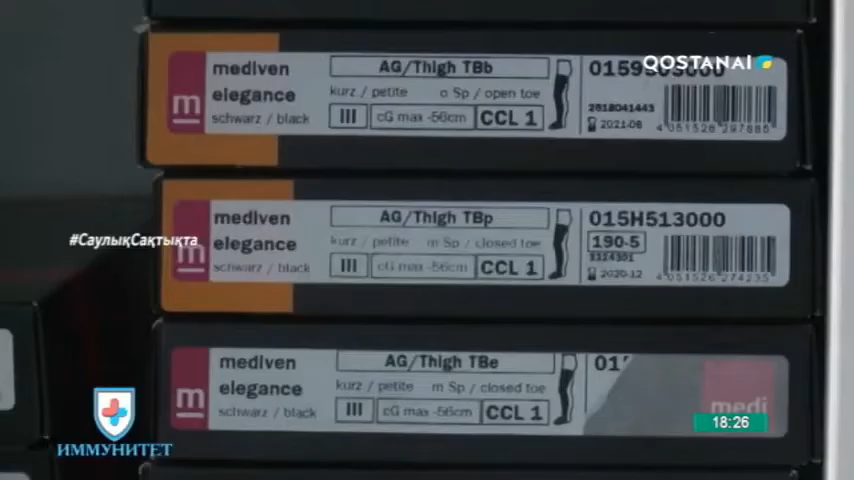 QOSTANAI
mediven
elegance
schwarz / black
m
AG/Thigh TBb
kurz / petite o Sp / open toe
III cG max -56cm CCL 1
2021-06
mediven
elegance
schwarz / black
m
AG/Thigh TBp
kurz / petite m Sp / closed toe
III cG max -56cm CCL 1
015H513000
190-5
2020-12
4 051526 274235
#СаулықСақтықта
mediven
elegance
schwarz / black
m
AG/Thigh TBe
kurz / petite m Sp / closed toe
III cG max -56cm CCL 1
01
medi
18:26
ИММУНИТЕТ